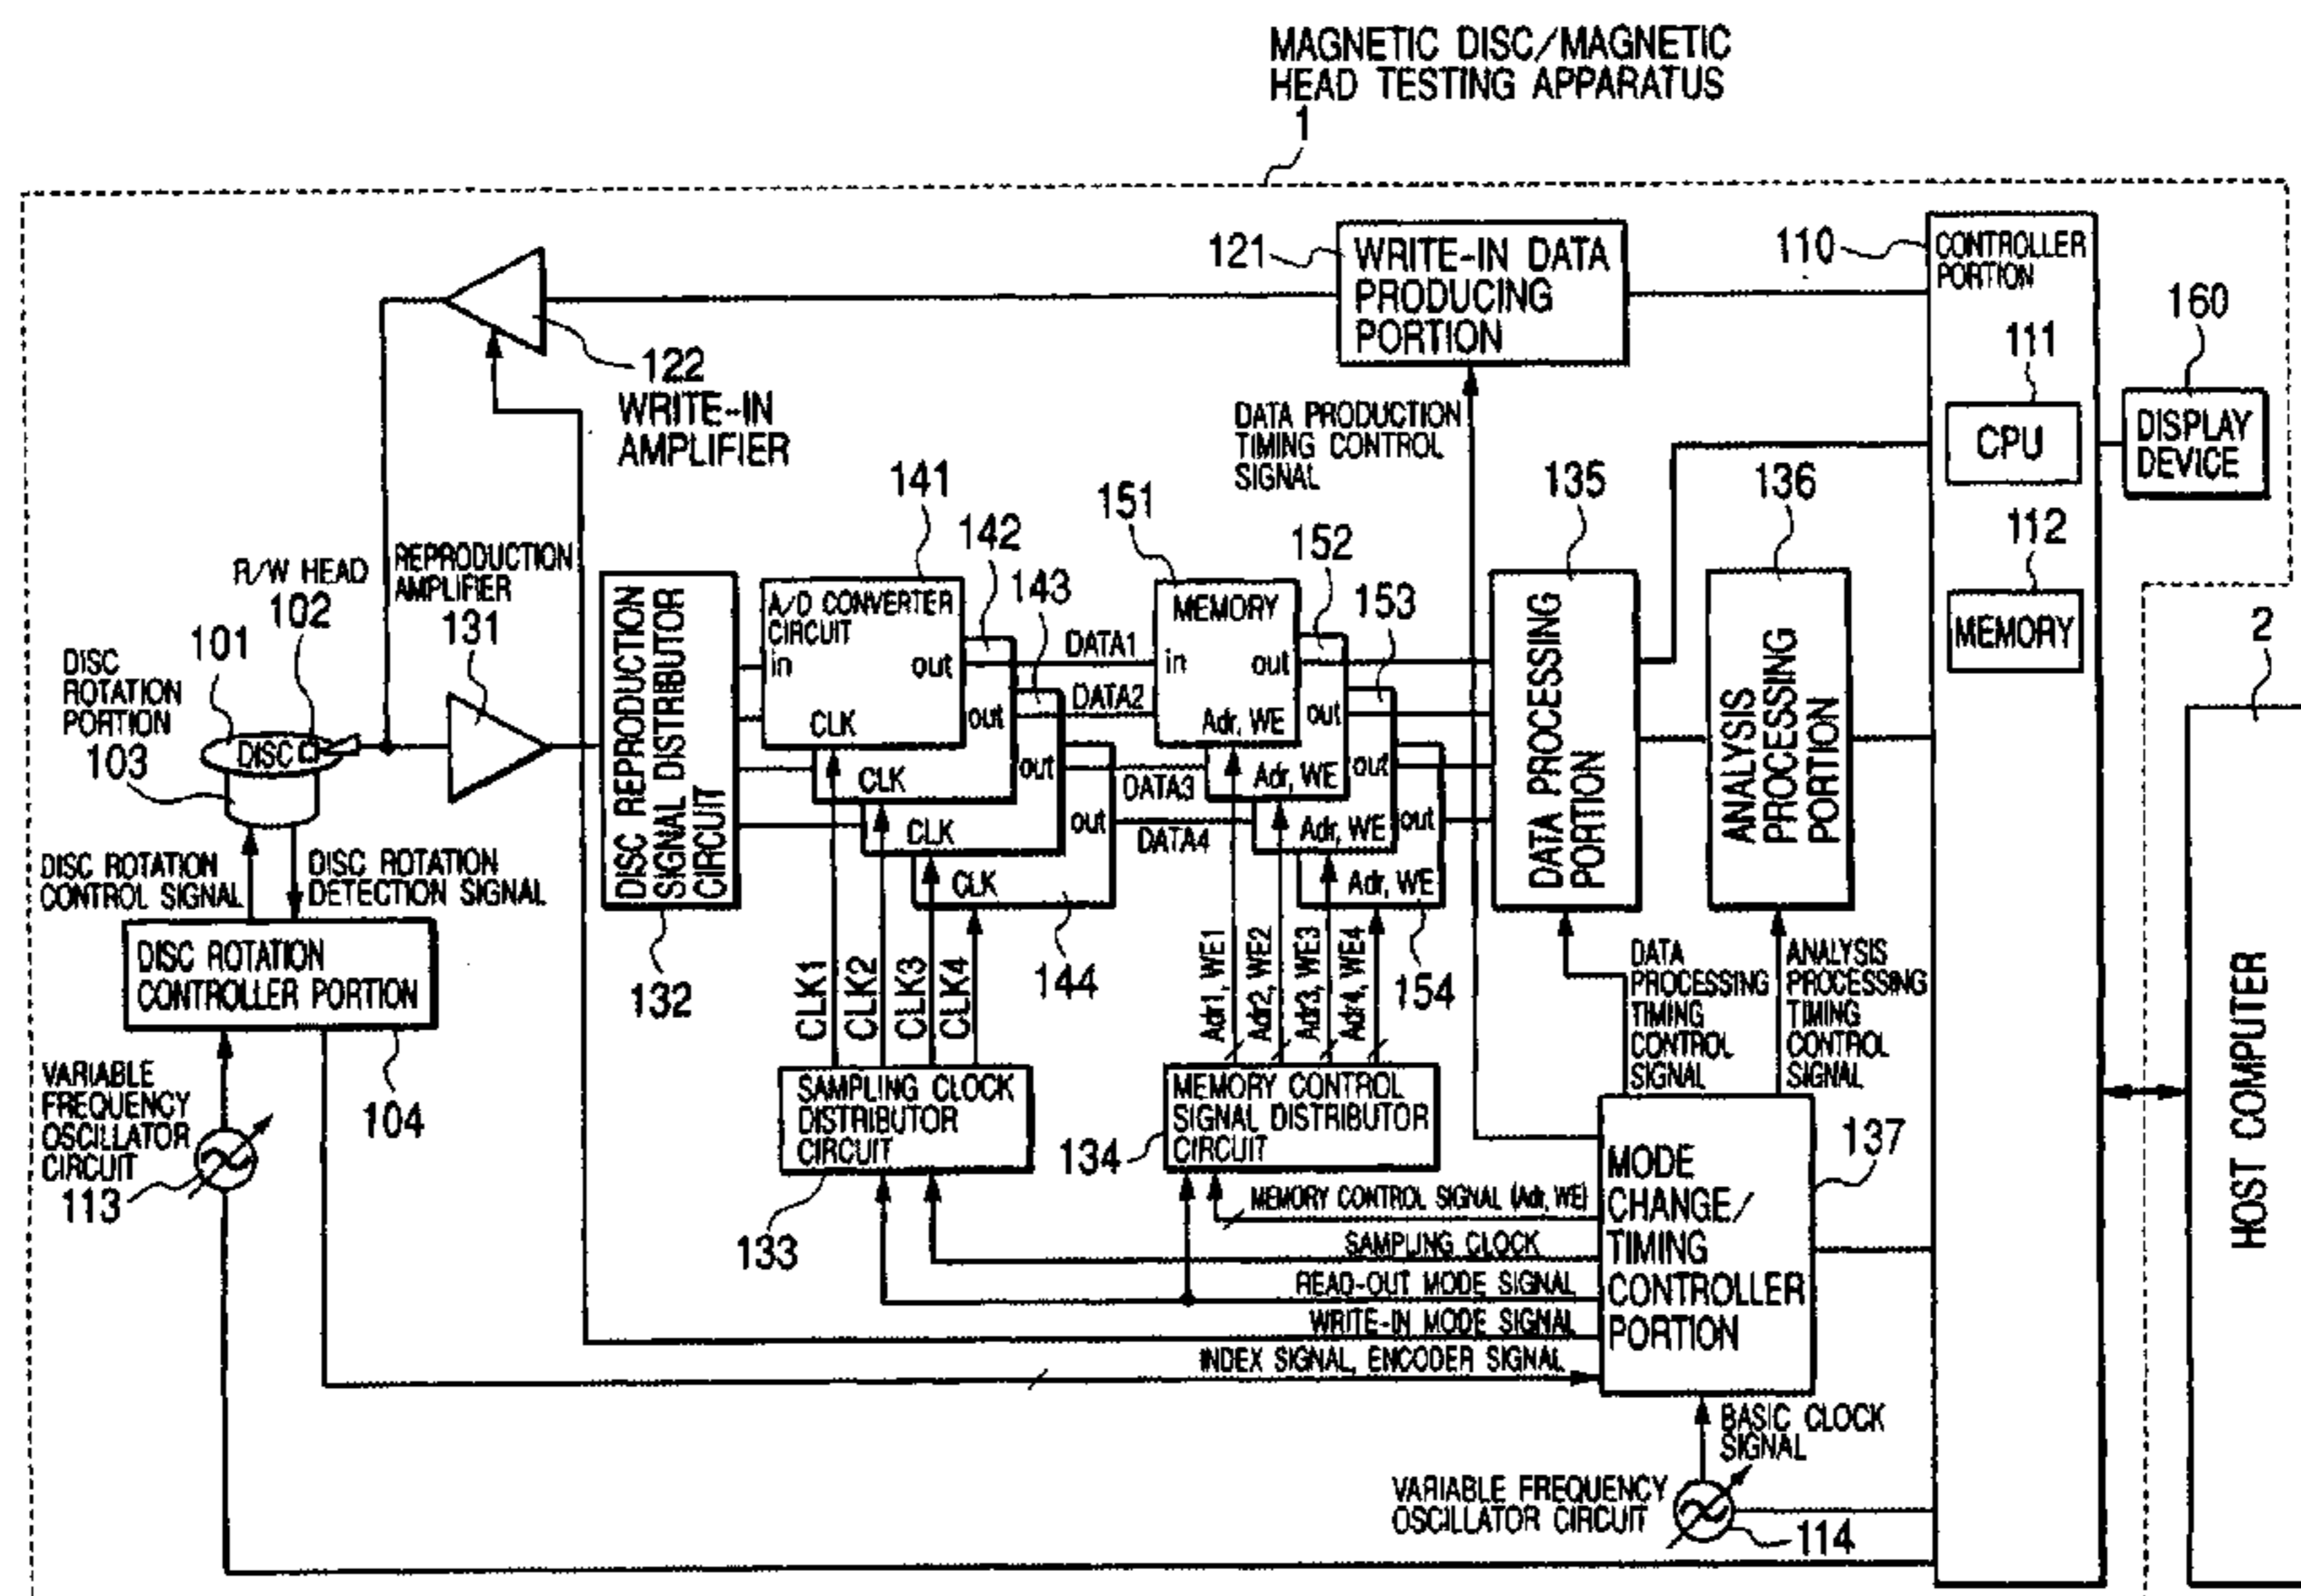 MAGNETIC DISC/MAGNETIC
HEAD TESTING APPARATUS
1
121
WRITE-IN DATA
PRODUCING
PORTION
110
CONTROLLER
PORTION
160
122
WRITE-IN
AMPLIFIER
111
CPU
DISPLAY
DEVICE
DATA PRODUCTION
TIMING CONTROL
SIGNAL
141
142
143
151
152
153
135
136
112
MEMORY
2
R/W HEAD
102
REPRODUCTION
AMPLIFIER
131
101
DISC
ROTATION
PORTION
103
DISC
DISC REPRODUCTION
SIGNAL DISTRIBUTOR
CIRCUIT
132
A/D CONVERTER
CIRCUIT
in
out
CLK
out
CLK
out
CLK
out
CLK
144
DATA1
DATA2
DATA3
DATA4
MEMORY
in
out
Adr, WE
out
Adr, WE
out
Adr, WE
out
Adr, WE
154
DATA PROCESSING
PORTION
ANALYSIS
PROCESSING
PORTION
DISC ROTATION
CONTROL SIGNAL
DISC ROTATION
DETECTION SIGNAL
DISC ROTATION
CONTROLLER PORTION
104
CLK1
CLK2
CLK3
CLK4
Adr1, WE1
Adr2, WE2
Adr3, WE3
Adr4, WE4
DATA
PROCESSING
TIMING
CONTROL
SIGNAL
ANALYSIS
PROCESSING
TIMING
CONTROL
SIGNAL
HOST COMPUTER
VARIABLE
FREQUENCY
OSCILLATOR
CIRCUIT
113
SAMPLING CLOCK
DISTRIBUTOR
CIRCUIT
133
MEMORY CONTROL
SIGNAL DISTRIBUTOR
CIRCUIT
134
137
MODE
CHANGE/
TIMING
CONTROLLER
PORTION
MEMORY CONTROL SIGNAL (Adr, WE)
SAMPLING CLOCK
READ-OUT MODE SIGNAL
WRITE-IN MODE SIGNAL
INDEX SIGNAL, ENCODER SIGNAL
BASIC CLOCK
SIGNAL
VARIABLE FREQUENCY
OSCILLATOR CIRCUIT
114